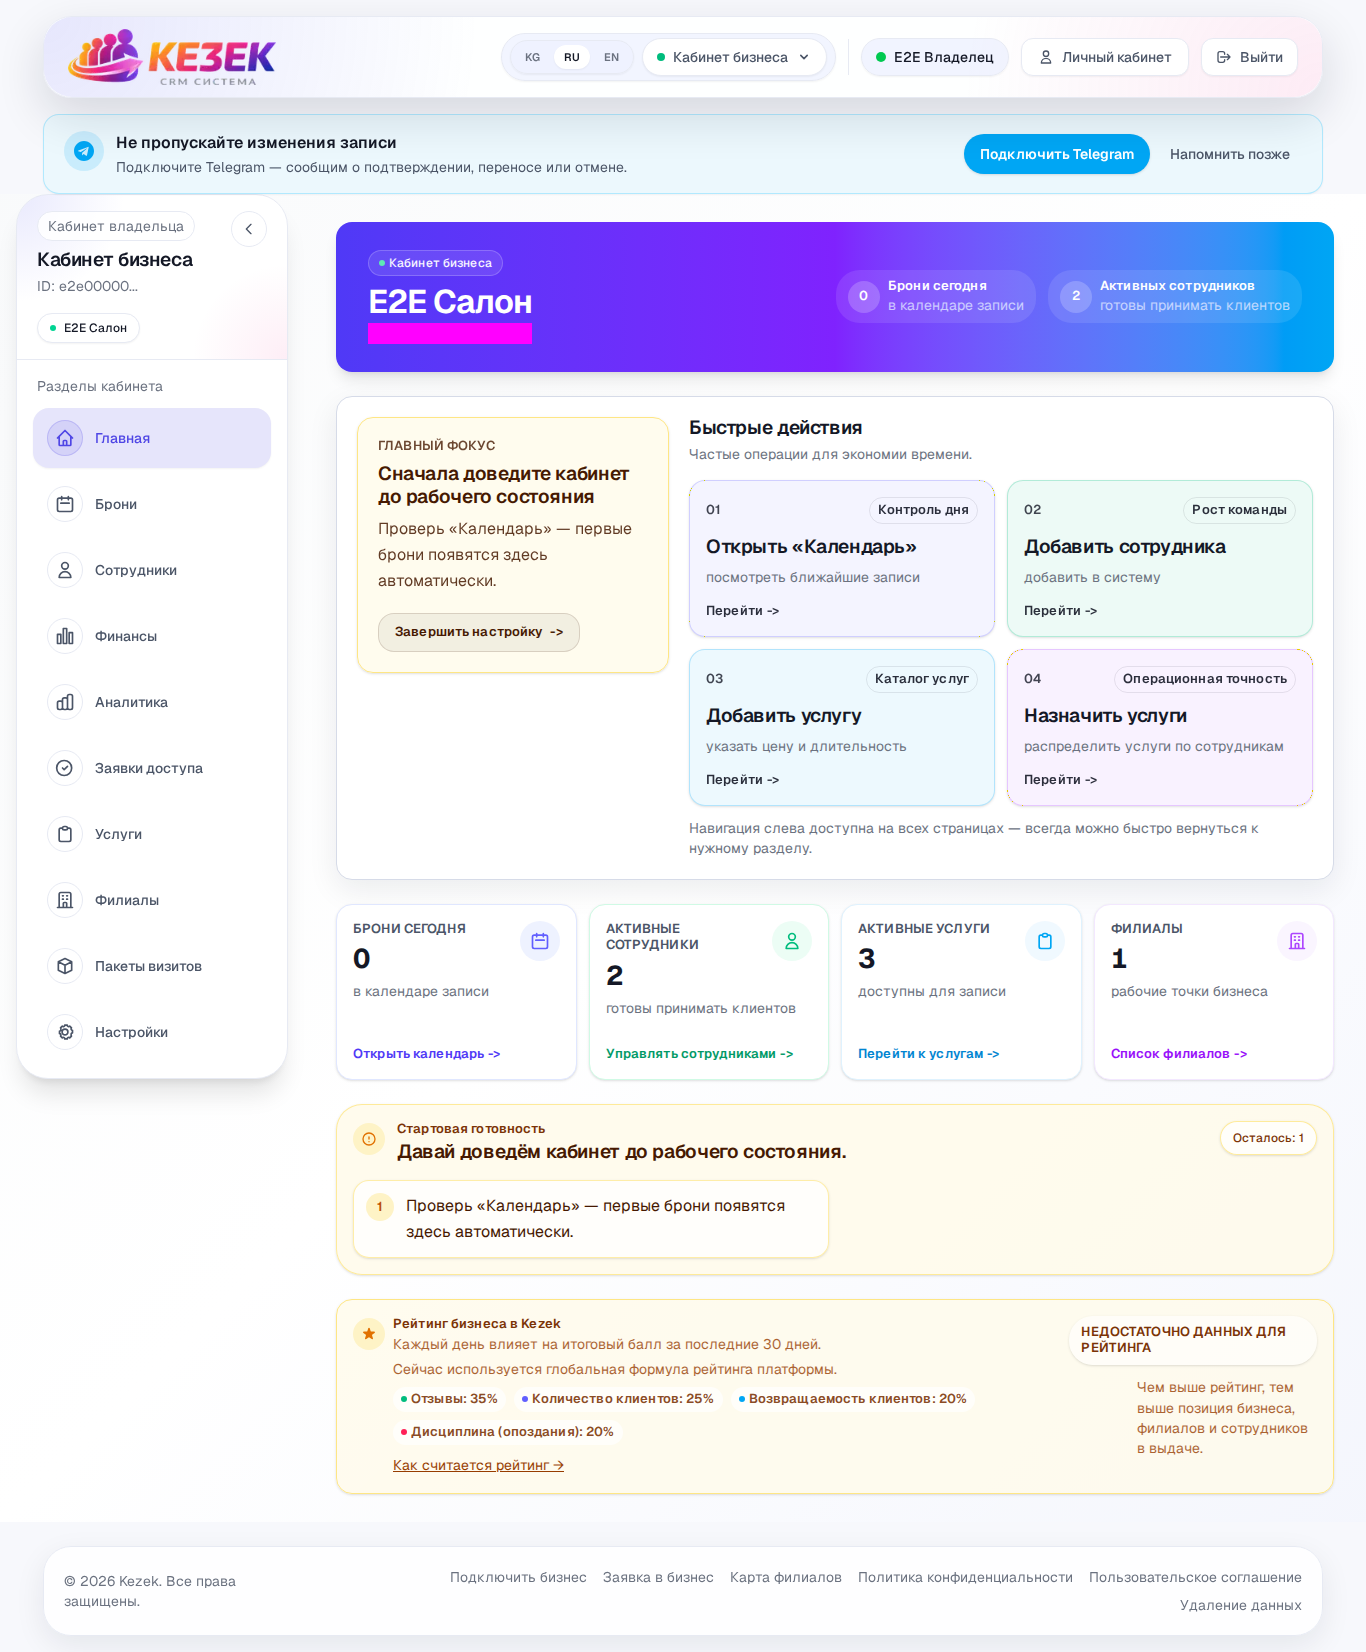 КЕЗЕК
CRM СИСТЕМА
KG
RU
EN
Кабинет бизнеса
E2E Владелец
Личный кабинет
Выйти
Не пропускайте изменения записи
Подключите Telegram — сообщим о подтверждении, переносе или отмене.
Подключить Telegram
Напомнить позже
Кабинет владельца
Кабинет бизнеса
ID: e2e00000...
E2E Салон
Разделы кабинета
Главная
Брони
Сотрудники
Финансы
Аналитика
Заявки доступа
Услуги
Филиалы
Пакеты визитов
Настройки
Кабинет бизнеса
E2E Салон
0
Брони сегодня
в календаре записи
2
Активных сотрудников
готовы принимать клиентов
ГЛАВНЫЙ ФОКУС
Сначала доведите кабинет
до рабочего состояния
Проверь «Календарь» — первые
брони появятся здесь
автоматически.
Завершить настройку ->
Быстрые действия
Частые операции для экономии времени.
01
Контроль дня
Открыть «Календарь»
посмотреть ближайшие записи
Перейти ->
02
Рост команды
Добавить сотрудника
добавить в систему
Перейти ->
03
Каталог услуг
Добавить услугу
указать цену и длительность
Перейти ->
04
Операционная точность
Назначить услуги
распределить услуги по сотрудникам
Перейти ->
Навигация слева доступна на всех страницах — всегда можно быстро вернуться к
нужному разделу.
БРОНИ СЕГОДНЯ
0
в календаре записи
Открыть календарь ->
АКТИВНЫЕ
СОТРУДНИКИ
2
готовы принимать клиентов
Управлять сотрудниками ->
АКТИВНЫЕ УСЛУГИ
3
доступны для записи
Перейти к услугам ->
ФИЛИАЛЫ
1
рабочие точки бизнеса
Список филиалов ->
Стартовая готовность
Давай доведём кабинет до рабочего состояния.
Осталось: 1
1
Проверь «Календарь» — первые брони появятся
здесь автоматически.
Рейтинг бизнеса в Kezek
Каждый день влияет на итоговый балл за последние 30 дней.
Сейчас используется глобальная формула рейтинга платформы.
Отзывы: 35%
Количество клиентов: 25%
Возвращаемость клиентов: 20%
Дисциплина (опоздания): 20%
Как считается рейтинг →
НЕДОСТАТОЧНО ДАННЫХ ДЛЯ
РЕЙТИНГА
Чем выше рейтинг, тем
выше позиция бизнеса,
филиалов и сотрудников
в выдаче.
© 2026 Kezek. Все права
защищены.
Подключить бизнес
Заявка в бизнес
Карта филиалов
Политика конфиденциальности
Пользовательское соглашение
Удаление данных